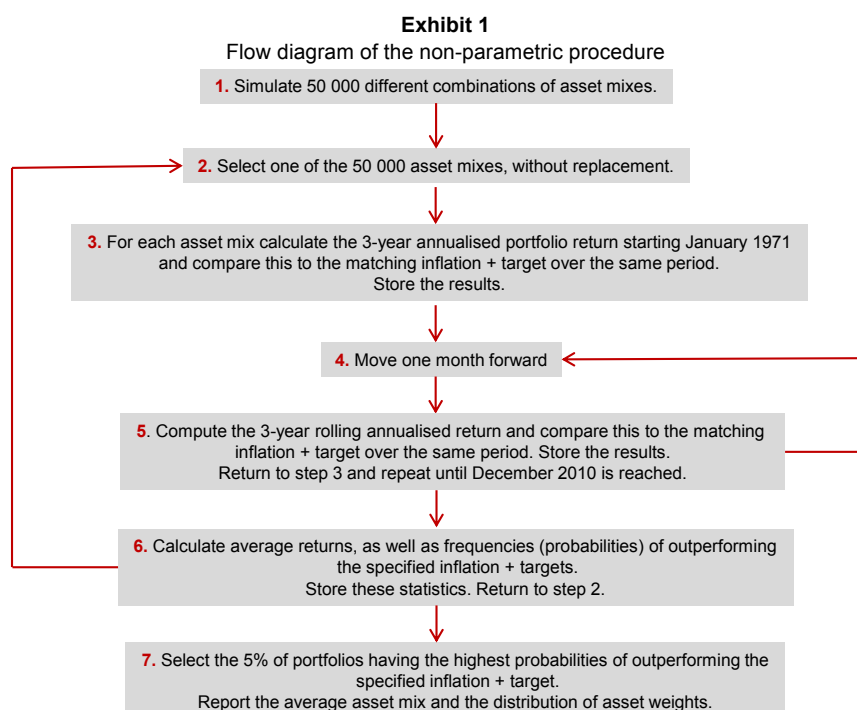 Exhibit 1
Flow diagram of the non-parametric procedure
1. Simulate 50 000 different combinations of asset mixes.
2. Select one of the 50 000 asset mixes, without replacement.
3. For each asset mix calculate the 3-year annualised portfolio return starting January 1971
and compare this to the matching inflation + target over the same period.
Store the results.
4. Move one month forward
5. Compute the 3-year rolling annualised return and compare this to the matching
inflation + target over the same period. Store the results.
Return to step 3 and repeat until December 2010 is reached.
6. Calculate average returns, as well as frequencies (probabilities) of outperforming
the specified inflation + targets.
Store these statistics. Return to step 2.
7. Select the 5% of portfolios having the highest probabilities of outperforming the
specified inflation + target.
Report the average asset mix and the distribution of asset weights.